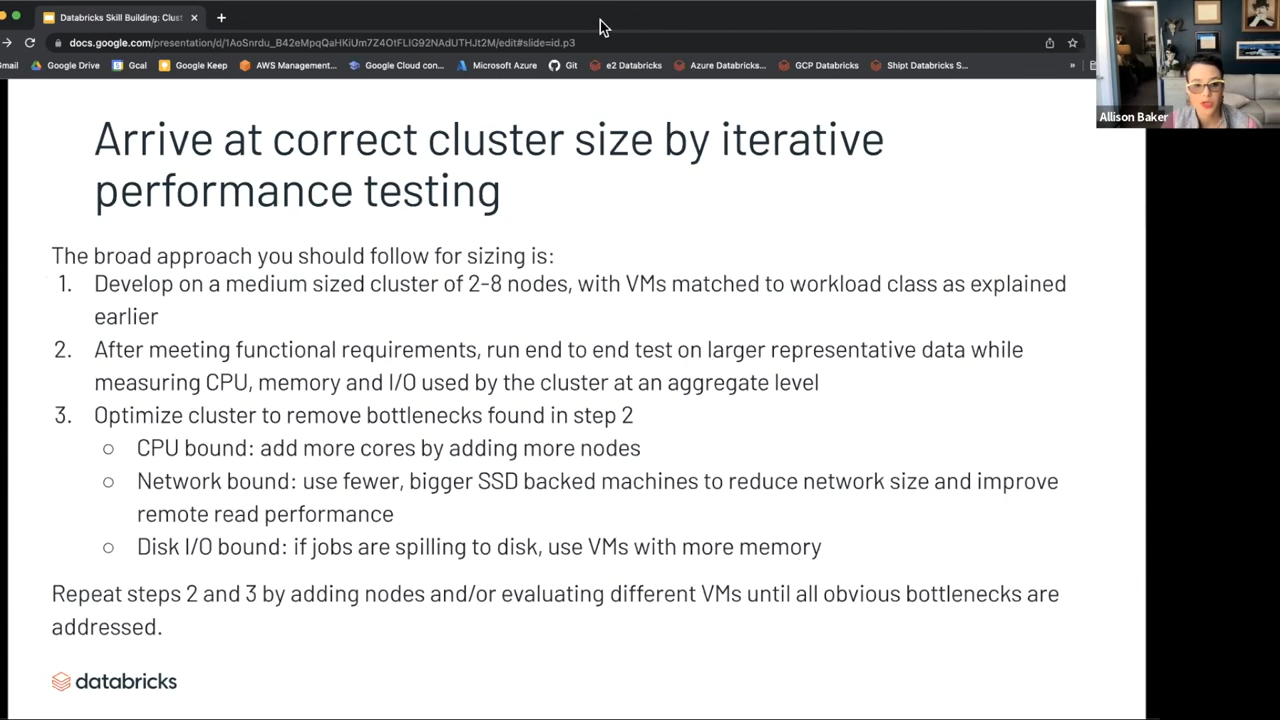 Databricks Skill Building: Clust
docs.google.com/presentation/d/1AoSnrdu_B42eMpqQaHKiUm7Z4OtFLIG92NAdUTHJt2M/edit#slide=id.p3
Gmail Google Drive Gcal Google Keep AWS Management... Google Cloud con... Microsoft Azure Git e2 Databricks Azure Databricks... GCP Databricks Shipt Databricks S... »
Allison Baker
Arrive at correct cluster size by iterative
performance testing
The broad approach you should follow for sizing is:
1. Develop on a medium sized cluster of 2-8 nodes, with VMs matched to workload class as explained
earlier
2. After meeting functional requirements, run end to end test on larger representative data while
measuring CPU, memory and I/O used by the cluster at an aggregate level
3. Optimize cluster to remove bottlenecks found in step 2
○ CPU bound: add more cores by adding more nodes
○ Network bound: use fewer, bigger SSD backed machines to reduce network size and improve
remote read performance
○ Disk I/O bound: if jobs are spilling to disk, use VMs with more memory
Repeat steps 2 and 3 by adding nodes and/or evaluating different VMs until all obvious bottlenecks are
addressed.
databricks